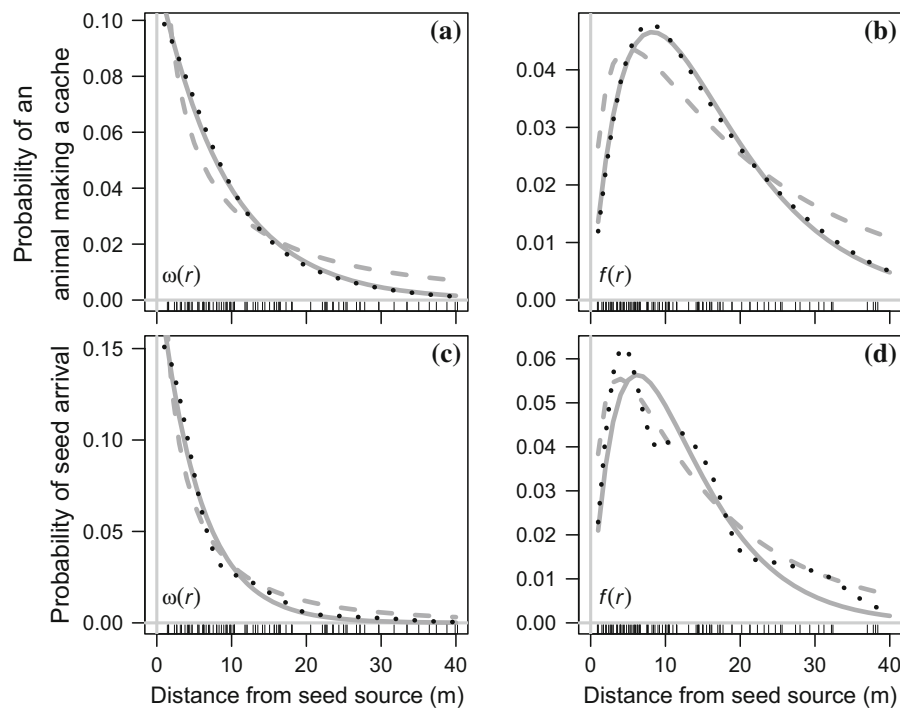 Probability of an
animal making a cache
0.10
0.08
0.06
0.04
0.02
0.00
(a)
ω(r)
0.04
0.03
0.02
0.01
0.00
(b)
f(r)
Probability of seed arrival
0.15
0.10
0.05
0.00
(c)
ω(r)
0 10 20 30 40
Distance from seed source (m)
0.06
0.05
0.04
0.03
0.02
0.01
0.00
(d)
f(r)
0 10 20 30 40
Distance from seed source (m)